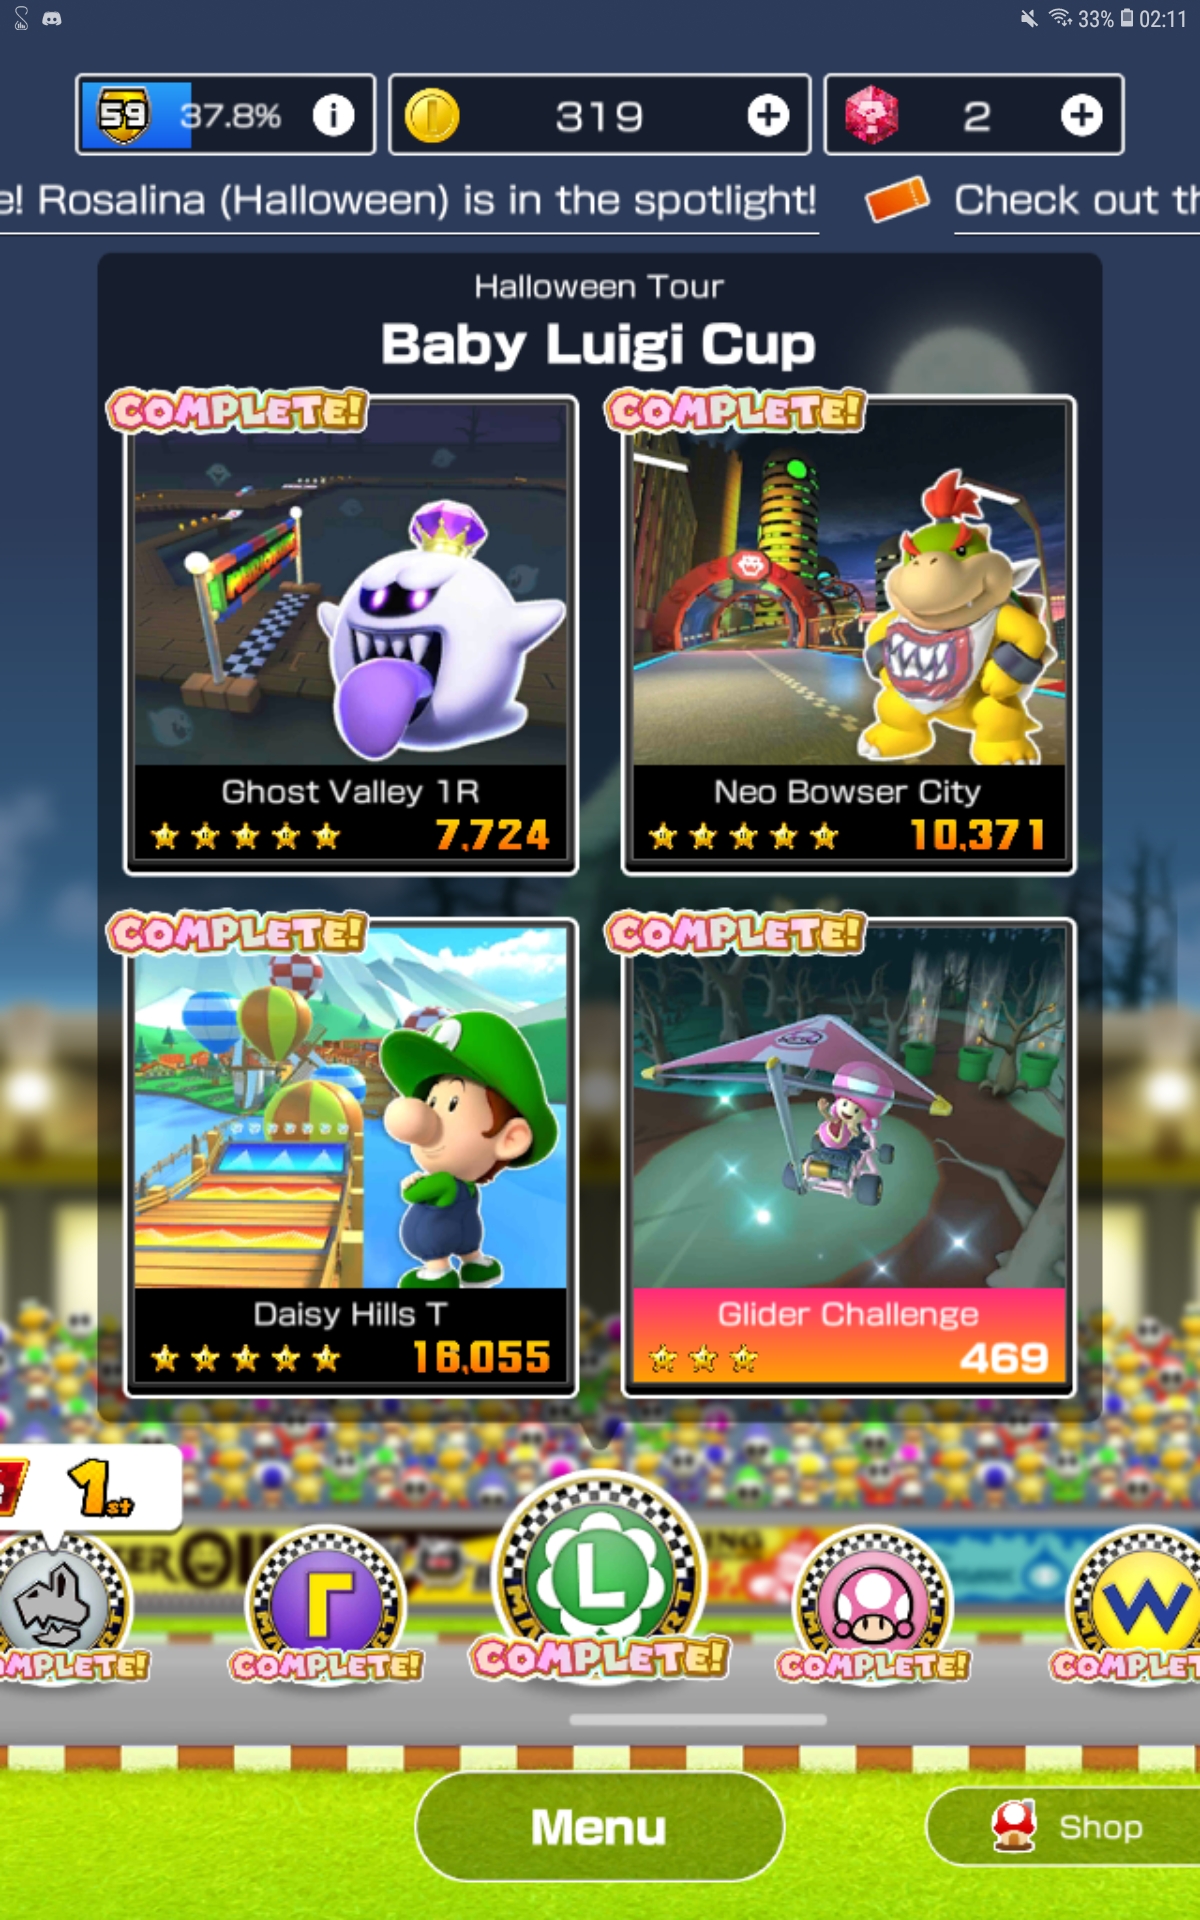 33% 02:11
59 37.8% i 319 + 2 +
e! Rosalina (Halloween) is in the spotlight! Check out th
Halloween Tour
Baby Luigi Cup
COMPLETE! COMPLETE!
Ghost Valley 1R Neo Bowser City
7,724 10,371
COMPLETE! COMPLETE!
Daisy Hills T Glider Challenge
16,055 469
1st
L W
COMPLETE! COMPLETE! COMPLETE! COMPLETE! COMPLET
Menu Shop